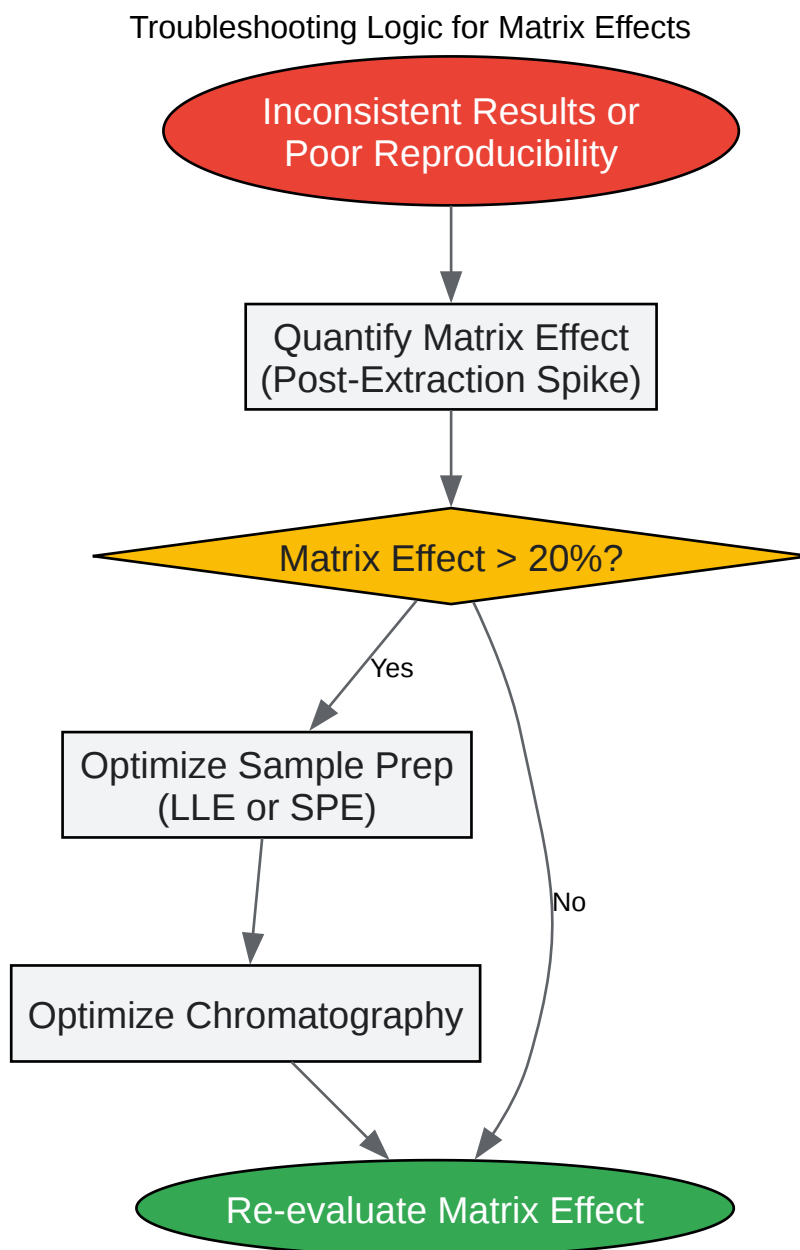 Troubleshooting Logic for Matrix Effects
Inconsistent Results or
Poor Reproducibility
Quantify Matrix Effect
(Post-Extraction Spike)
Matrix Effect > 20%?
Yes
Optimize Sample Prep
(LLE or SPE)
No
Optimize Chromatography
Re-evaluate Matrix Effect